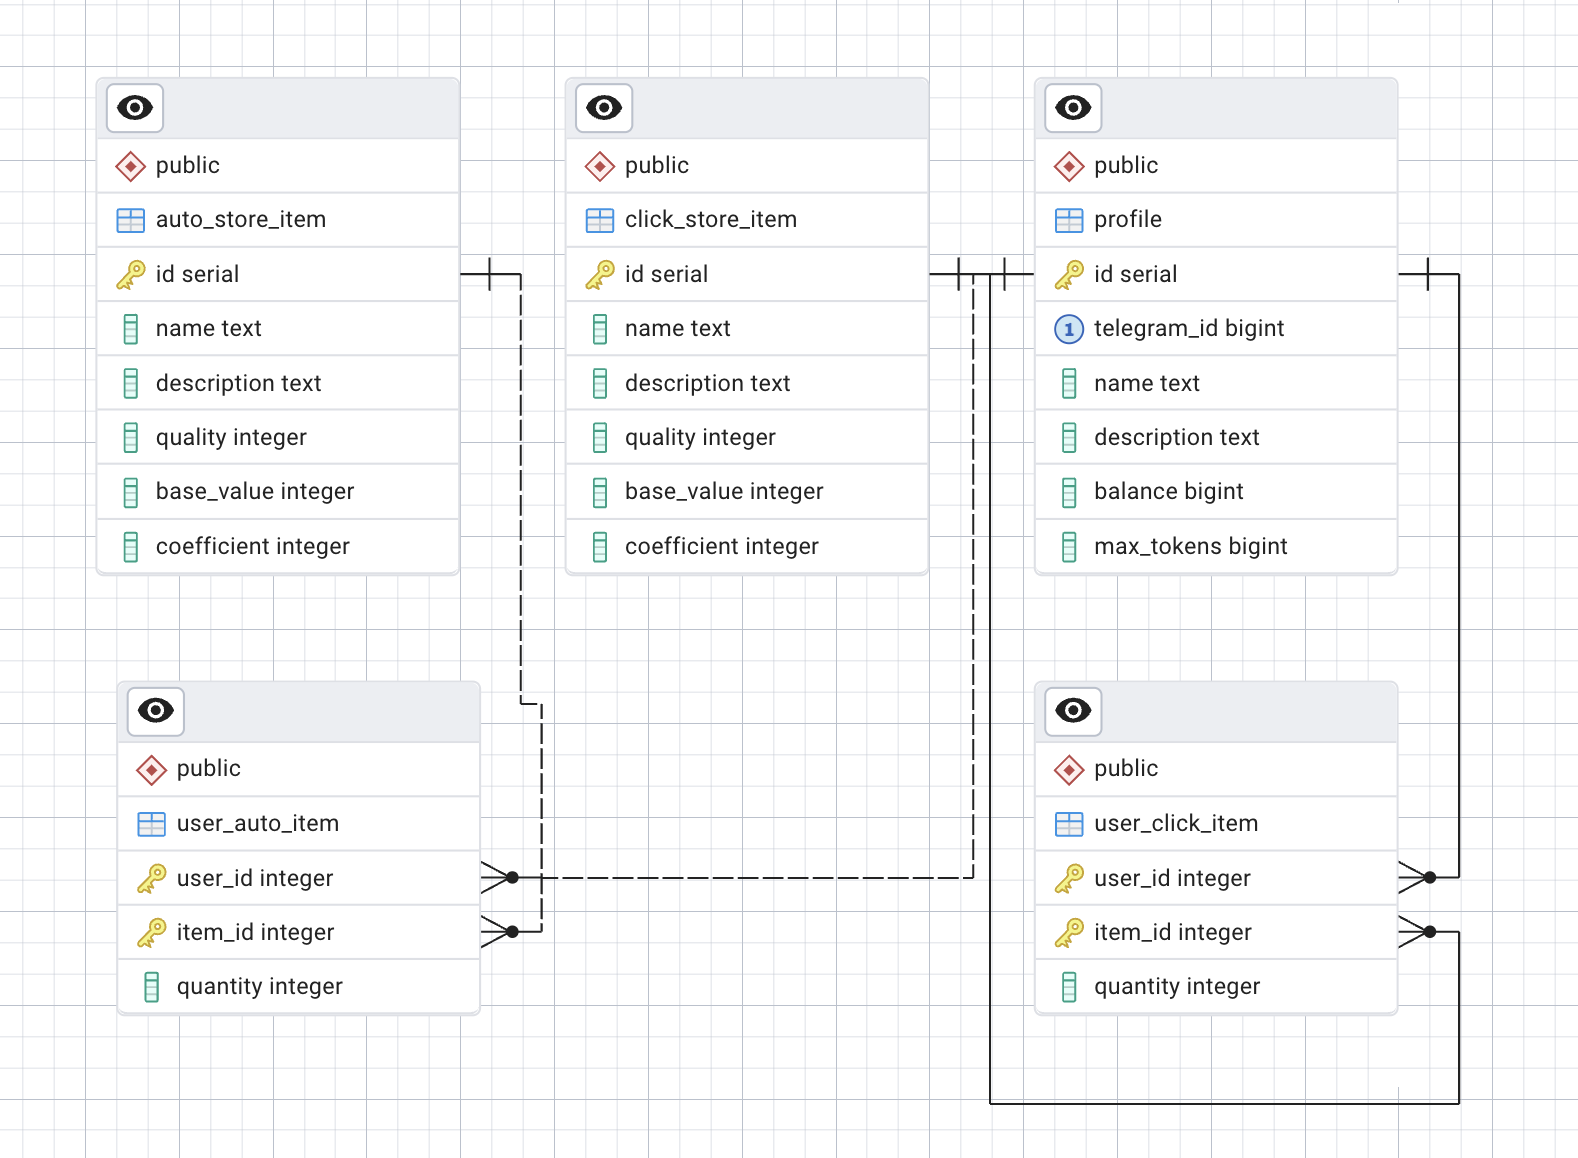 public
auto_store_item
id serial
name text
description text
quality integer
base_value integer
coefficient integer
public
click_store_item
id serial
name text
description text
quality integer
base_value integer
coefficient integer
public
profile
id serial
1 telegram_id bigint
name text
description text
balance bigint
max_tokens bigint
public
user_auto_item
user_id integer
item_id integer
quantity integer
public
user_click_item
user_id integer
item_id integer
quantity integer